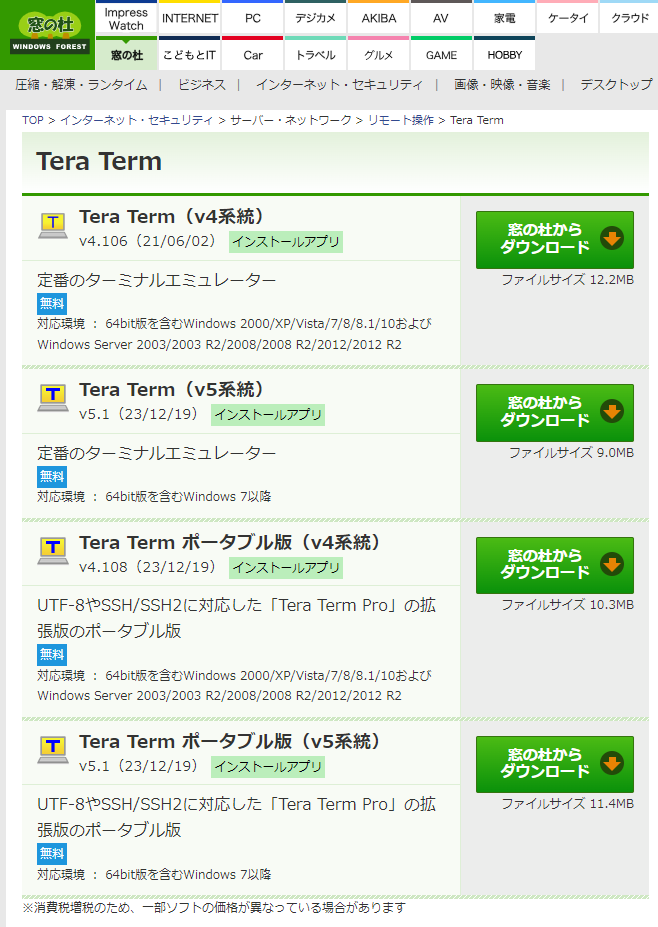 窓の杜
WINDOWS FOREST
Impress Watch
INTERNET
PC
デジカメ
AKIBA
AV
家電
ケータイ
クラウド
窓の杜
こどもとIT
Car
トラベル
グルメ
GAME
HOBBY
圧縮・解凍・ランタイム | ビジネス | インターネット・セキュリティ | 画像・映像・音楽 | デスクトップ
TOP > インターネット・セキュリティ > サーバー・ネットワーク > リモート操作 > Tera Term
Tera Term
T
Tera Term（v4系統）
v4.106（21/06/02） インストールアプリ
窓の杜から
ダウンロード
ファイルサイズ 12.2MB
定番のターミナルエミュレーター
無料
対応環境 ： 64bit版を含むWindows 2000/XP/Vista/7/8/8.1/10および
Windows Server 2003/2003 R2/2008/2008 R2/2012/2012 R2
T
Tera Term（v5系統）
v5.1（23/12/19） インストールアプリ
窓の杜から
ダウンロード
ファイルサイズ 9.0MB
定番のターミナルエミュレーター
無料
対応環境 ： 64bit版を含むWindows 7以降
T
Tera Term ポータブル版（v4系統）
v4.108（23/12/19） インストールアプリ
窓の杜から
ダウンロード
ファイルサイズ 10.3MB
UTF-8やSSH/SSH2に対応した「Tera Term Pro」の拡
張版のポータブル版
無料
対応環境 ： 64bit版を含むWindows 2000/XP/Vista/7/8/8.1/10および
Windows Server 2003/2003 R2/2008/2008 R2/2012/2012 R2
T
Tera Term ポータブル版（v5系統）
v5.1（23/12/19） インストールアプリ
窓の杜から
ダウンロード
ファイルサイズ 11.4MB
UTF-8やSSH/SSH2に対応した「Tera Term Pro」の拡
張版のポータブル版
無料
対応環境 ： 64bit版を含むWindows 7以降
※消費税増税のため、一部ソフトの価格が異なっている場合があります